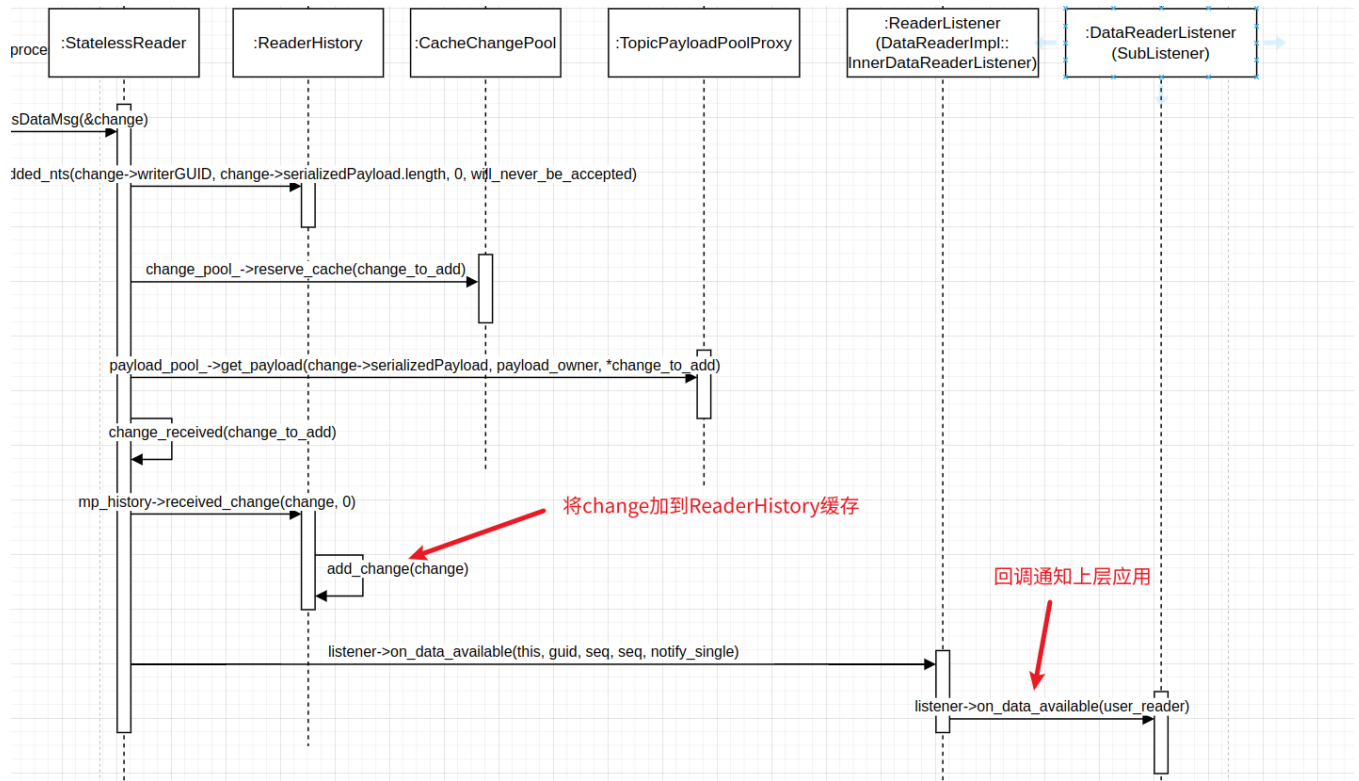 :StatelessReader
:ReaderHistory
:CacheChangePool
:TopicPayloadPoolProxy
:ReaderListener
(DataReaderImpl::
InnerDataReaderListener)
:DataReaderListener
(SubListener)
proce
sDataMsg(&change)
dded_nts(change->writerGUID, change->serializedPayload.length, 0, will_never_be_accepted)
change_pool_->reserve_cache(change_to_add)
payload_pool_->get_payload(change->serializedPayload, payload_owner, *change_to_add)
change_received(change_to_add)
mp_history->received_change(change, 0)
将change加到ReaderHistory缓存
add_change(change)
回调通知上层应用
listener->on_data_available(this, guid, seq, seq, notify_single)
listener->on_data_available(user_reader)